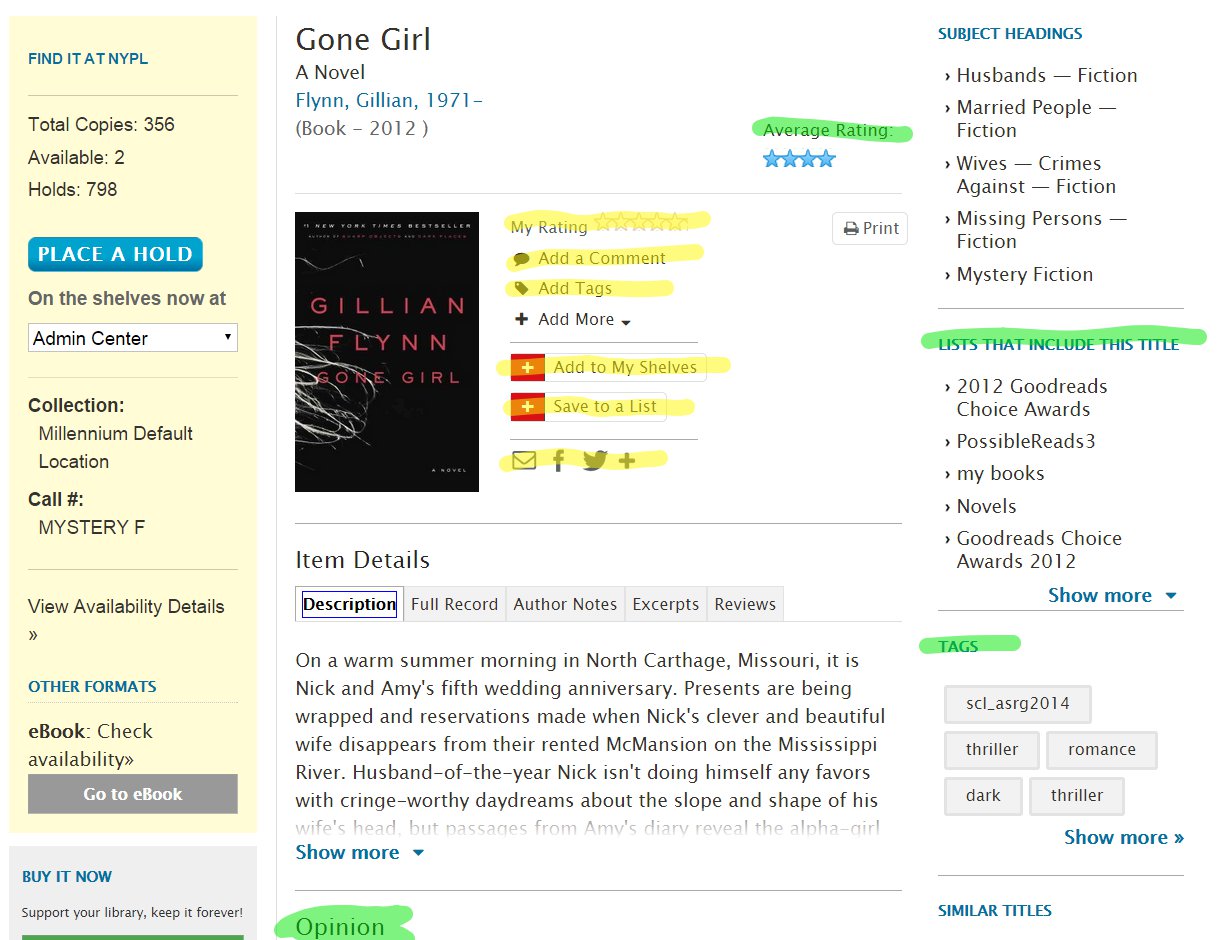 FIND IT AT NYPL
Total Copies: 356
Available: 2
Holds: 798
PLACE A HOLD
On the shelves now at
Admin Center
Collection:
Millennium Default
Location
Call #:
MYSTERY F
View Availability Details
»
OTHER FORMATS
eBook: Check
availability»
Go to eBook
BUY IT NOW
Support your library, keep it forever!
Gone Girl
A Novel
Flynn, Gillian, 1971-
(Book - 2012 )
Average Rating:
#1 NEW YORK TIMES BESTSELLER
AUTHOR OF SHARP OBJECTS AND DARK PLACES
GILLIAN
FLYNN
GONE GIRL
A NOVEL
My Rating
Add a Comment
Add Tags
Add More
Add to My Shelves
Save to a List
Print
Item Details
Description Full Record Author Notes Excerpts Reviews
On a warm summer morning in North Carthage, Missouri, it is
Nick and Amy's fifth wedding anniversary. Presents are being
wrapped and reservations made when Nick's clever and beautiful
wife disappears from their rented McMansion on the Mississippi
River. Husband-of-the-year Nick isn't doing himself any favors
with cringe-worthy daydreams about the slope and shape of his
wife's head, but passages from Amy's diary reveal the alpha-girl
Show more
Opinion
SUBJECT HEADINGS
› Husbands — Fiction
› Married People —
Fiction
› Wives — Crimes
Against — Fiction
› Missing Persons —
Fiction
› Mystery Fiction
LISTS THAT INCLUDE THIS TITLE
› 2012 Goodreads
Choice Awards
› PossibleReads3
› my books
› Novels
› Goodreads Choice
Awards 2012
Show more
TAGS
scl_asrg2014
thriller romance
dark thriller
Show more »
SIMILAR TITLES